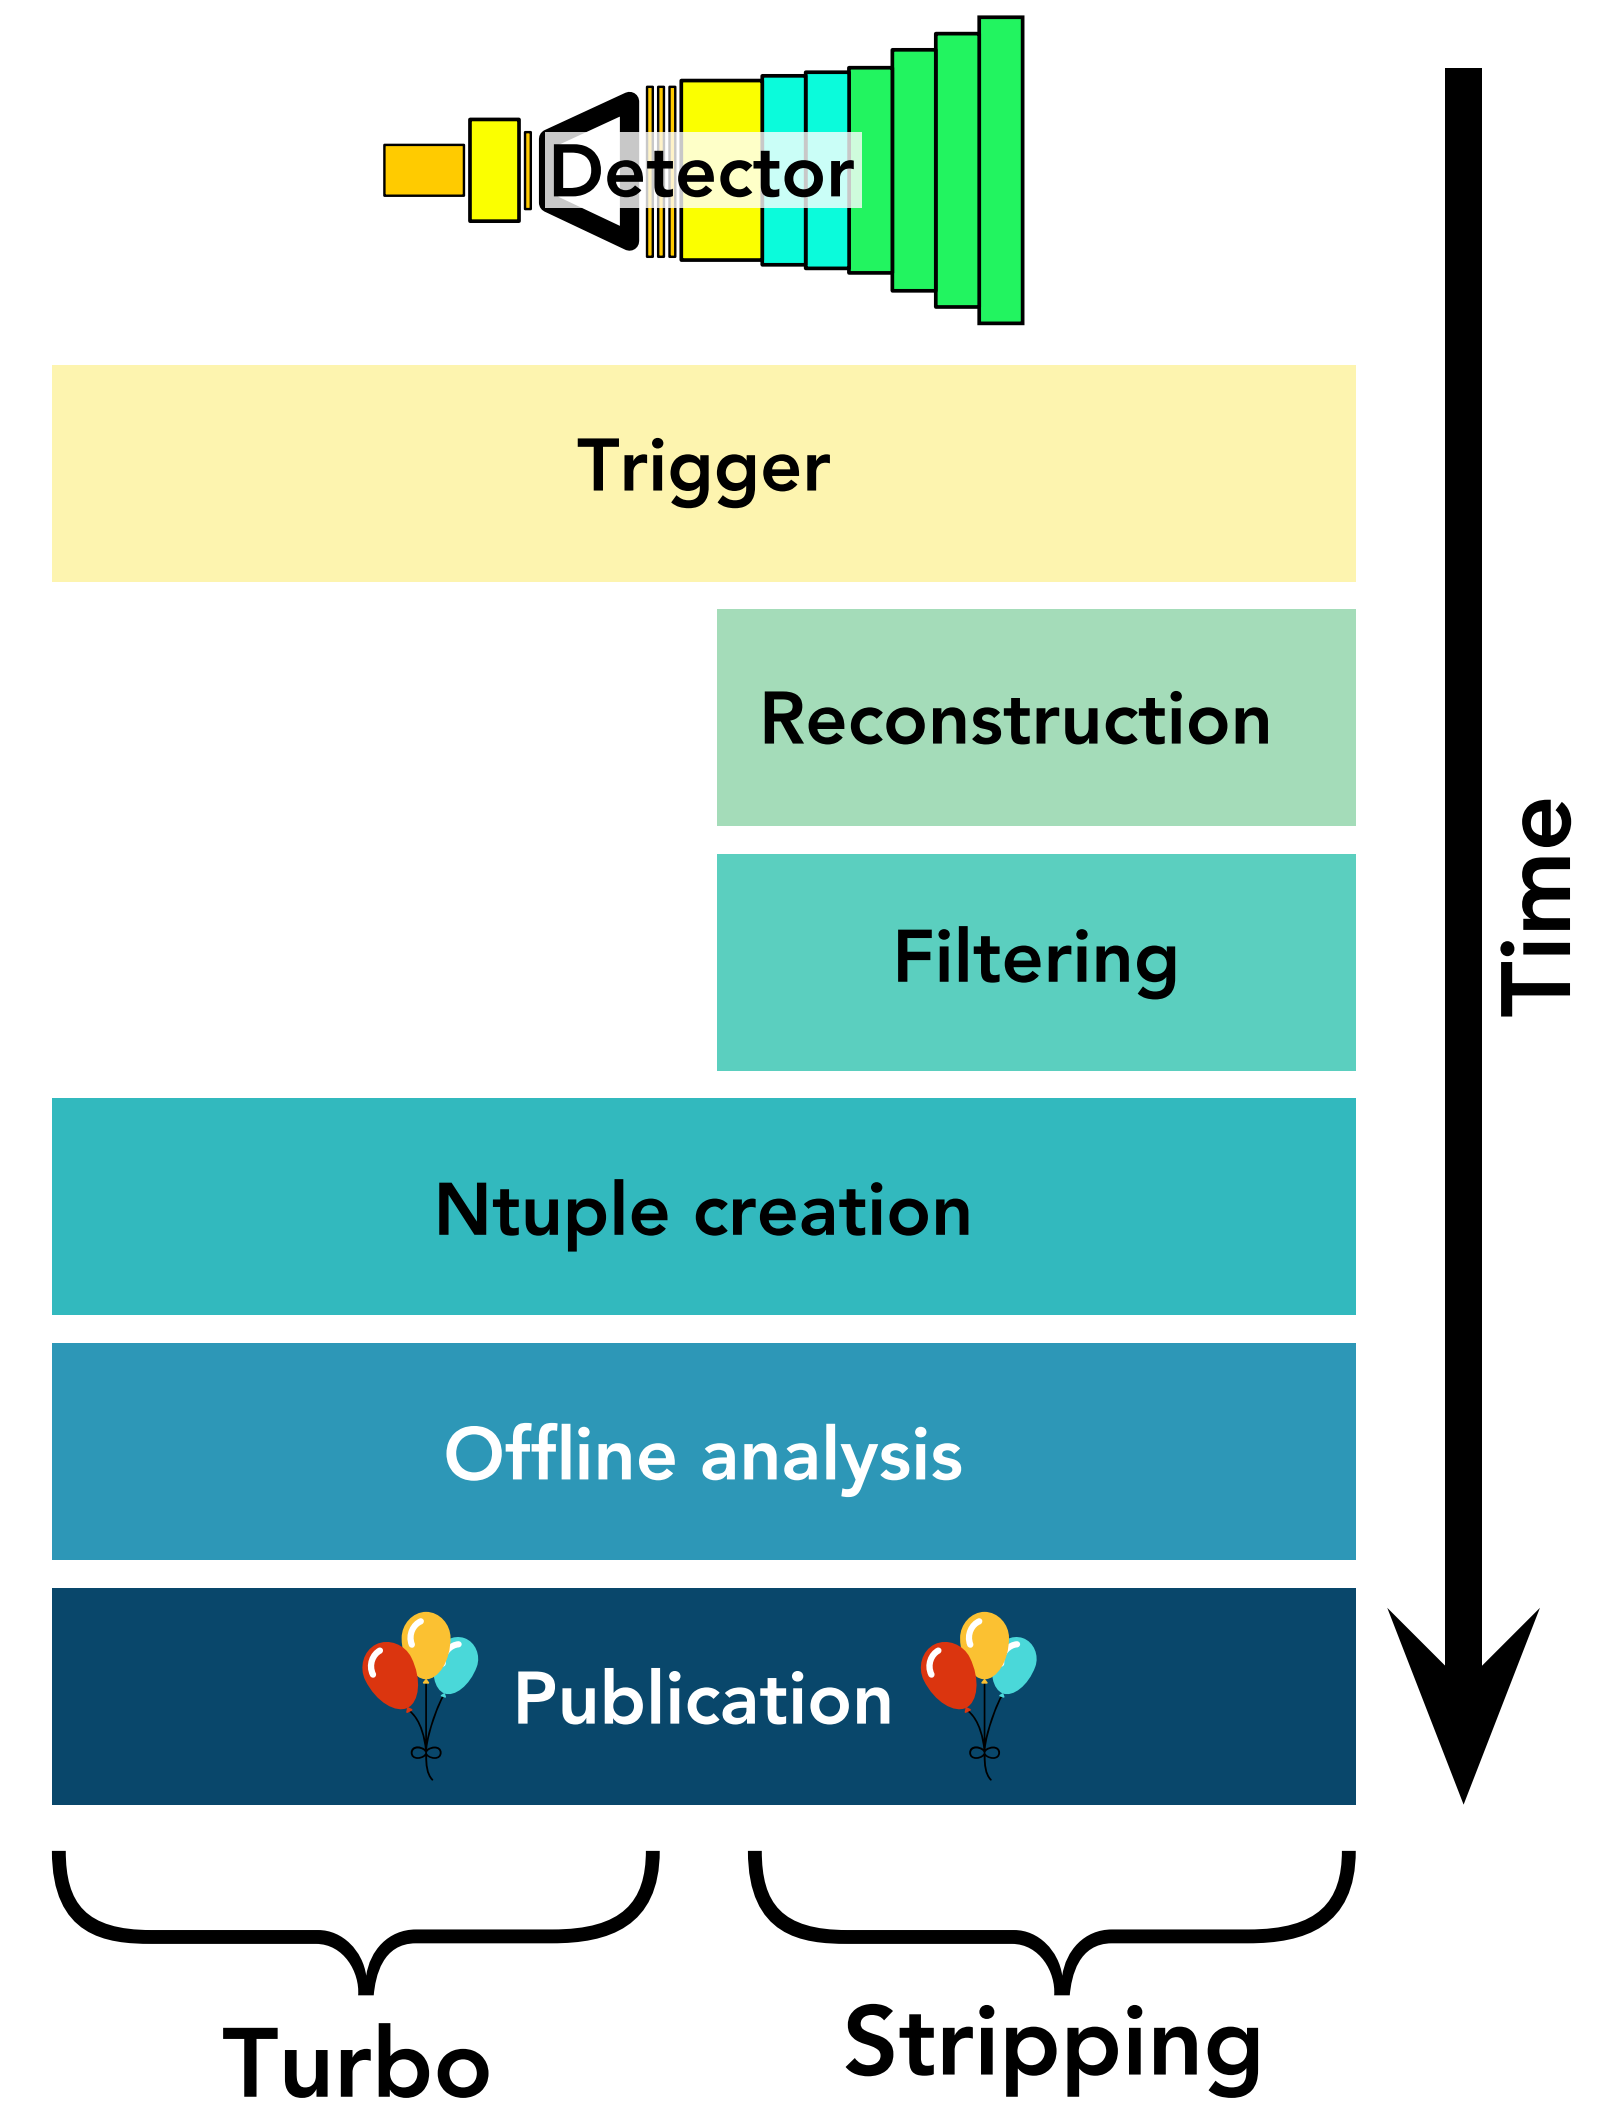 Detector
Trigger
Reconstruction
Filtering
Ntuple creation
Offline analysis
Publication
Time
Turbo
Stripping